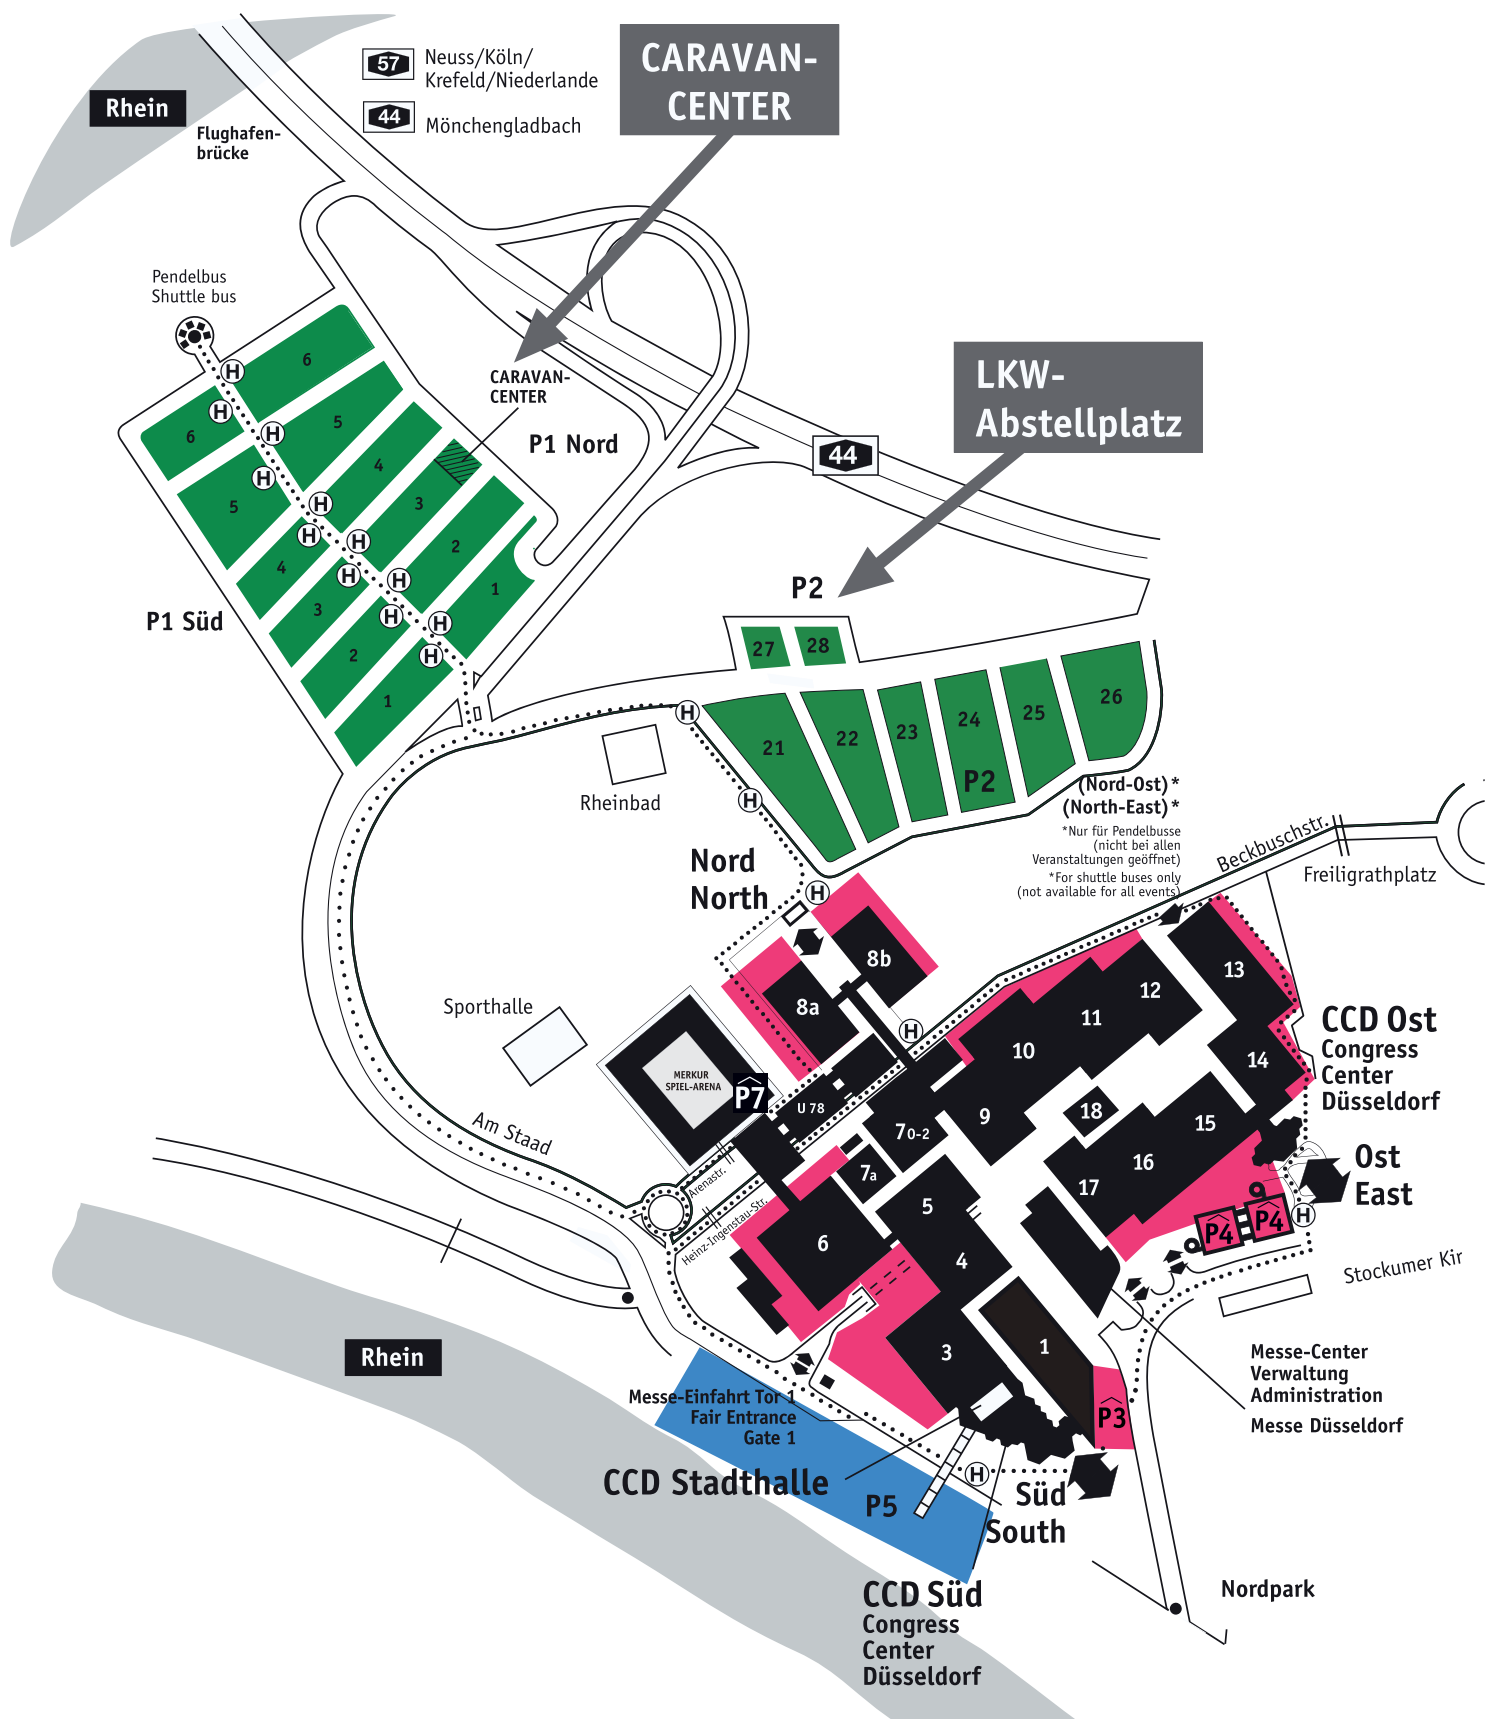 57
Neuss/Köln/
Krefeld/Niederlande
44
Mönchengladbach
CARAVAN-
CENTER
Rhein
Flughafen-
brücke
Pendelbus
Shuttle bus
LKW-
Abstellplatz
CARAVAN-
CENTER
P1 Nord
44
6
5
4
3
2
1
6
5
4
3
2
1
H
H
H
H
H
H
H
H
H
H
H
H
P1 Süd
P2
27
28
H
21
22
23
24
25
26
P2
Rheinbad
H
(Nord-Ost)*
(North-East)*
*Nur für Pendelbusse
(nicht bei allen
Veranstaltungen geöffnet)
*For shuttle buses only
(not available for all events)
Beckbuschstr.
Freiligrathplatz
Nord
North
H
8b
8a
H
13
12
11
10
14
9
18
15
16
17
CCD Ost
Congress
Center
Düsseldorf
Sporthalle
MERKUR
SPIEL-ARENA
P7
U 78
7 0-2
7a
Am Staad
Arenastr.
Heinz-Ingenstau-Str.
5
6
4
3
1
Ost
East
P4
P4
H
Stockumer Kir
Rhein
Messe-Center
Verwaltung
Administration
Messe Düsseldorf
P3
Messe-Einfahrt Tor 1
Fair Entrance
Gate 1
CCD Stadthalle
P5
H
Süd
South
CCD Süd
Congress
Center
Düsseldorf
Nordpark